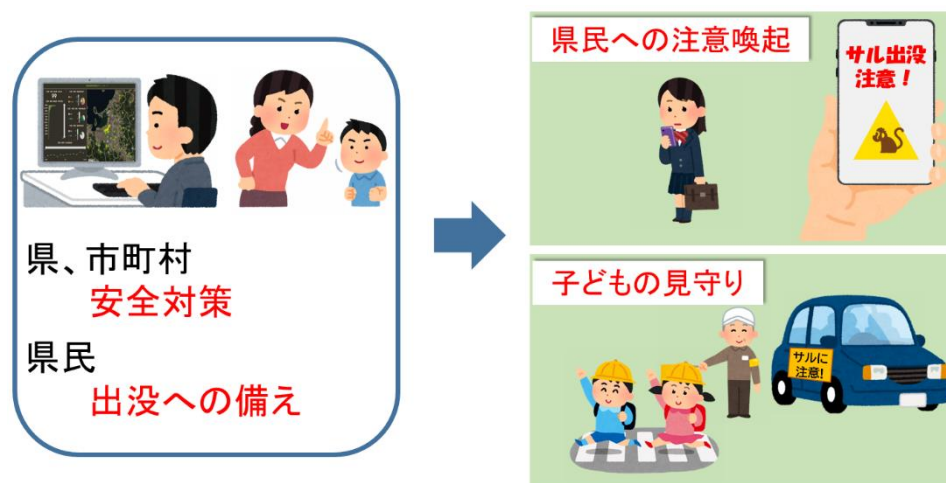 県、市町村
安全対策
県民
出没への備え
県民への注意喚起
サル出没
注意！
子どもの見守り
サルに
注意!